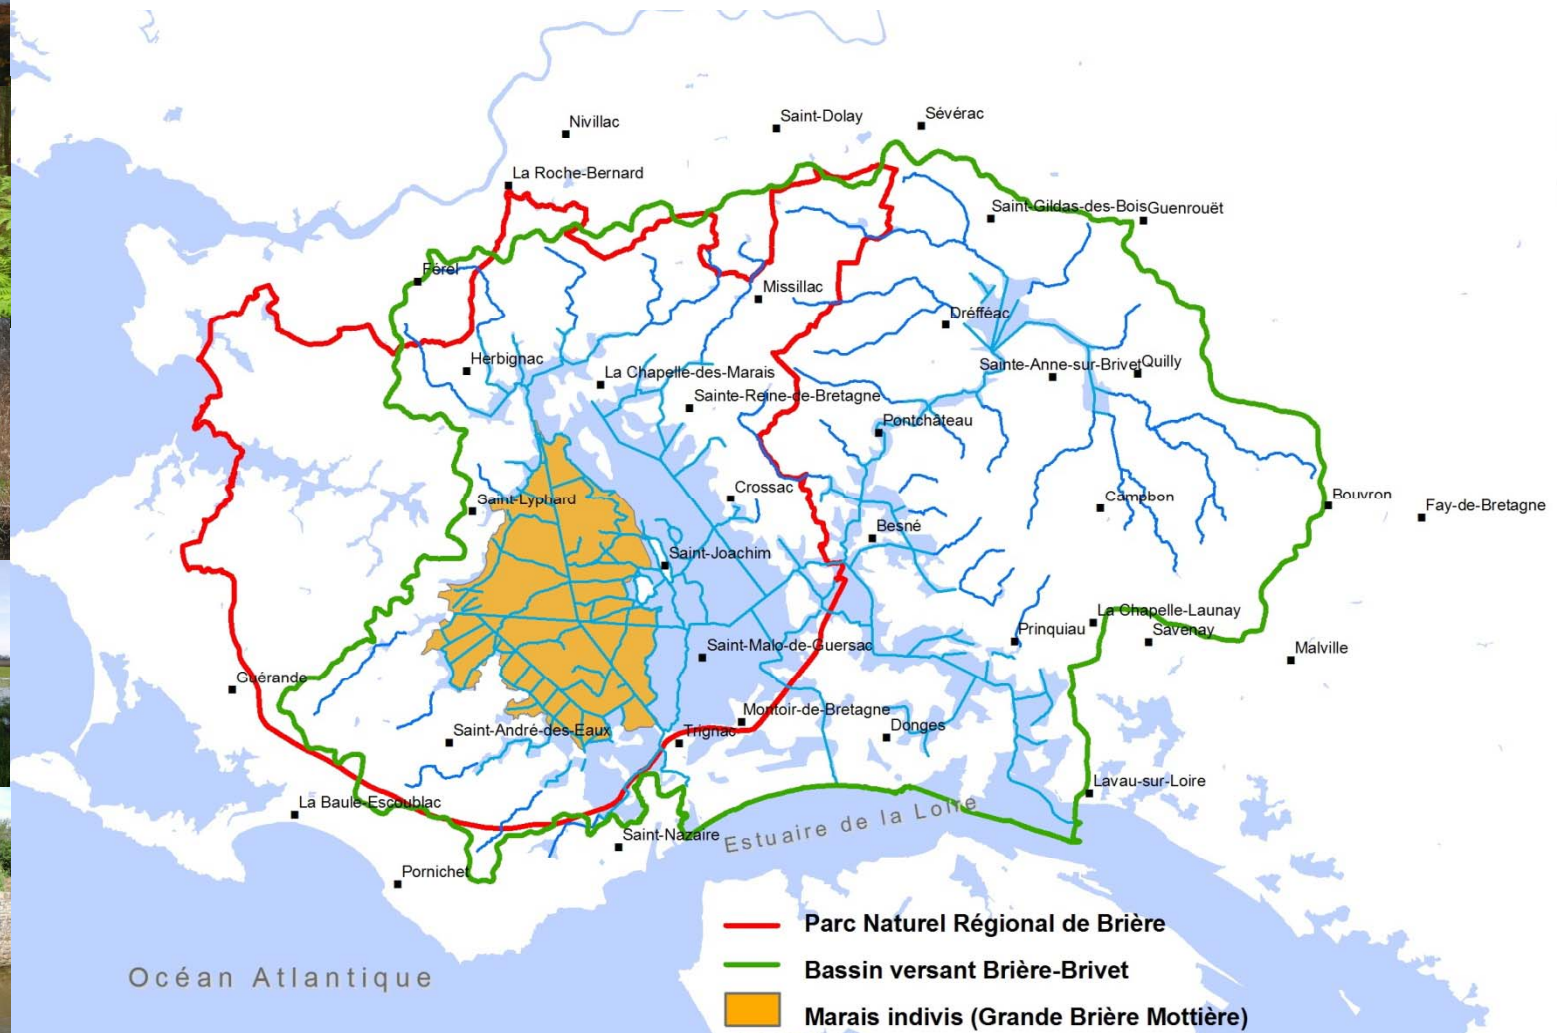 Saint-Dolay
Sévérac
Nivillac
La Roche-Bernard
Saint-Gildas-des-Bois
Guenrouët
Férel
Missillac
Drefféac
Herbignac
La Chapelle-des-Marais
Sainte-Anne-sur-Brivet
Quilly
Sainte-Reine-de-Bretagne
Pontchâteau
Crossac
Saint-Lyphard
Campbon
Bouvron
Fay-de-Bretagne
Besné
Saint-Joachim
La Chapelle-Launay
Prinquiau
Savenay
Saint-Malo-de-Guersac
Malville
Guérande
Montoir-de-Bretagne
Saint-André-des-Eaux
Trignac
Donges
Lavau-sur-Loire
La Baule-Escoublac
Saint-Nazaire
Estuaire de la Loire
Pornichet
Parc Naturel Régional de Brière
Océan Atlantique
Bassin versant Brière-Brivet
Marais indivis (Grande Brière Mottière)